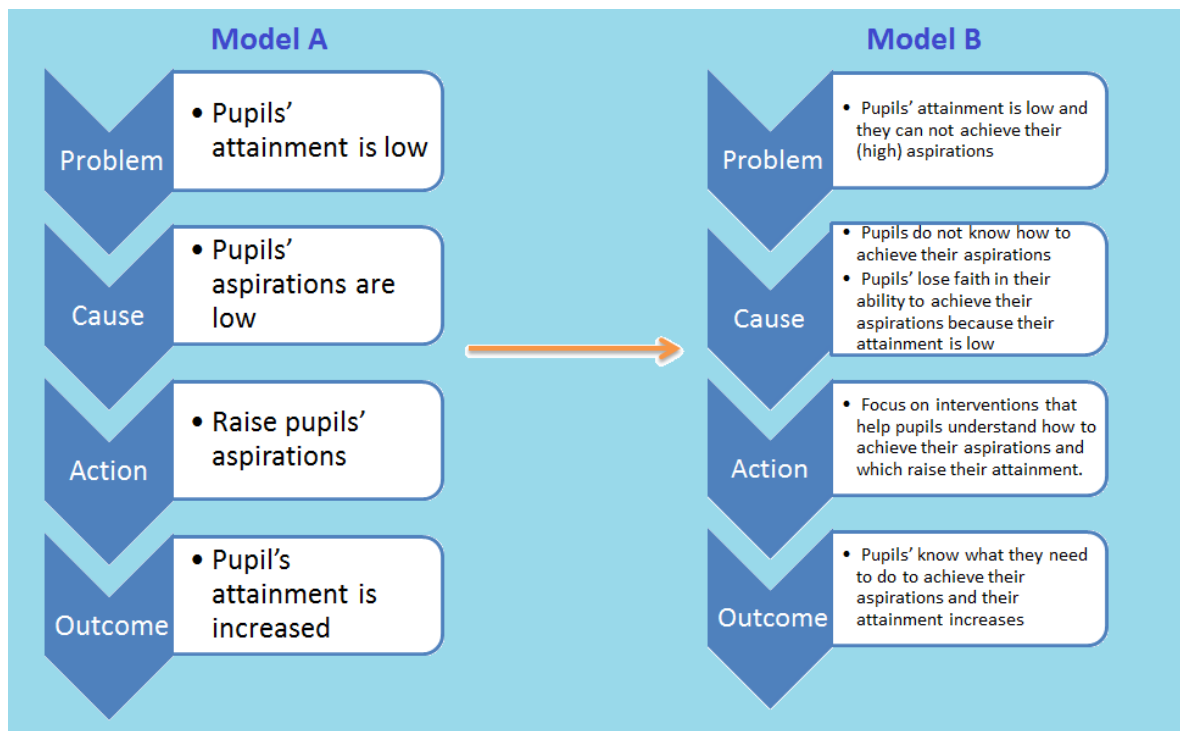 Model A
Problem
• Pupils’
attainment is low
Cause
• Pupils’
aspirations are
low
Action
• Raise pupils’
aspirations
Outcome
• Pupil’s
attainment is
increased
Model B
Problem
• Pupils’ attainment is low and
they can not achieve their
(high) aspirations
Cause
• Pupils do not know how to
achieve their aspirations
• Pupils’ lose faith in their
ability to achieve their
aspirations because their
attainment is low
Action
• Focus on interventions that
help pupils understand how to
achieve their aspirations and
which raise their attainment.
Outcome
• Pupils’ know what they need
to do to achieve their
aspirations and their
attainment increases